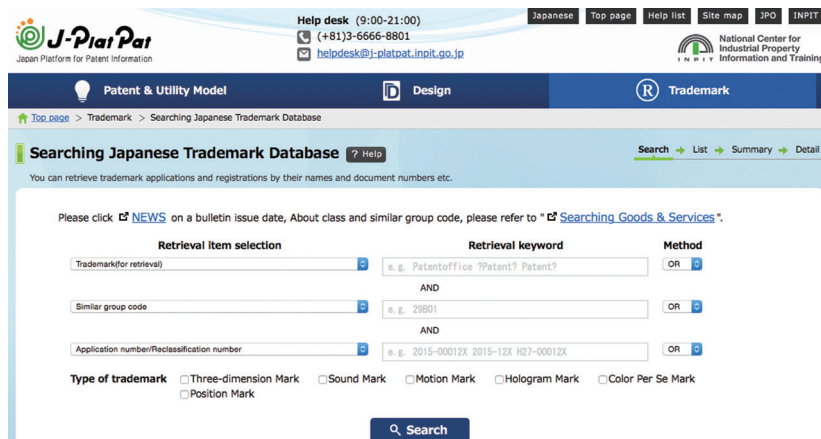 J-PlatPat
Japan Platform for Patent Information
Help desk (9:00-21:00)
(+81)3-6666-8801
helpdesk@j-platpat.inpit.go.jp
Japanese Top page Help list Site map JPO INPIT
INPIT
National Center for
Industrial Property
Information and Training
Patent & Utility Model D Design R Trademark
Top page > Trademark > Searching Japanese Trademark Database
Searching Japanese Trademark Database ? Help Search List Summary Detail
You can retrieve trademark applications and registrations by their names and document numbers etc.
Please click NEWS on a bulletin issue date, About class and similar group code, please refer to " Searching Goods & Services ".
Retrieval item selection Retrieval keyword Method
Trademark(for retrieval) e.g. Patentoffice ?Patent? Patent? OR
AND
Similar group code e.g. 29B01 OR
AND
Application number/Reclassification number e.g. 2015-00012X 2015-12X H27-00012X OR
Type of trademark Three-dimension Mark Sound Mark Motion Mark Hologram Mark Color Per Se Mark
Position Mark
Search